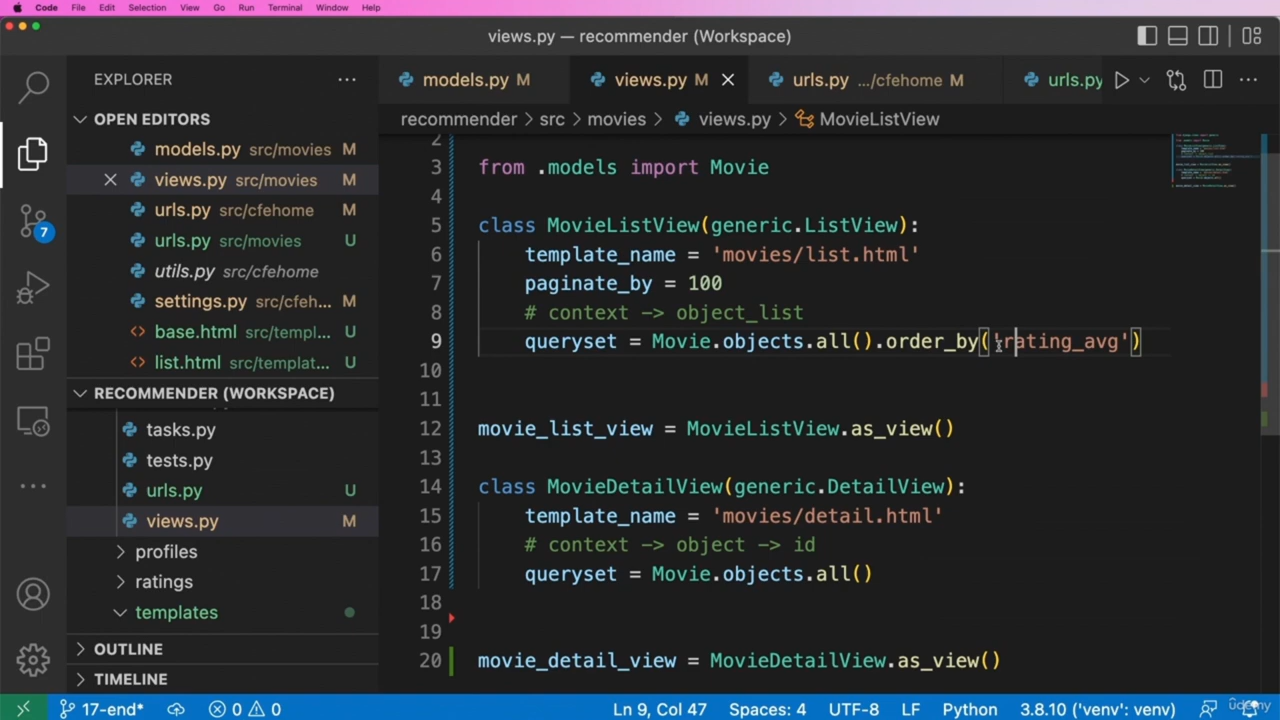 Code File Edit Selection View Go Run Terminal Window Help
views.py — recommender (Workspace)
EXPLORER
models.py M views.py M urls.py .../cfehome M urls.py
OPEN EDITORS
recommender > src > movies > views.py > MovieListView
models.py src/movies M
views.py src/movies M
urls.py src/cfehome M
urls.py src/movies U
utils.py src/cfehome
settings.py src/cfeh... M
base.html src/templ...
list.html src/templat...
7
RECOMMENDER (WORKSPACE)
tasks.py
tests.py
urls.py U
views.py M
profiles
ratings
templates
OUTLINE
TIMELINE
2
3 from .models import Movie
4
5 class MovieListView(generic.ListView):
6 template_name = 'movies/list.html'
7 paginate_by = 100
8 # context -> object_list
9 queryset = Movie.objects.all().order_by('rating_avg')
10
11
12 movie_list_view = MovieListView.as_view()
13
14 class MovieDetailView(generic.DetailView):
15 template_name = 'movies/detail.html'
16 # context -> object -> id
17 queryset = Movie.objects.all()
18
19
20 movie_detail_view = MovieDetailView.as_view()
17-end* 0 0 Ln 9, Col 47 Spaces: 4 UTF-8 LF Python 3.8.10 ('venv': venv)
udemy